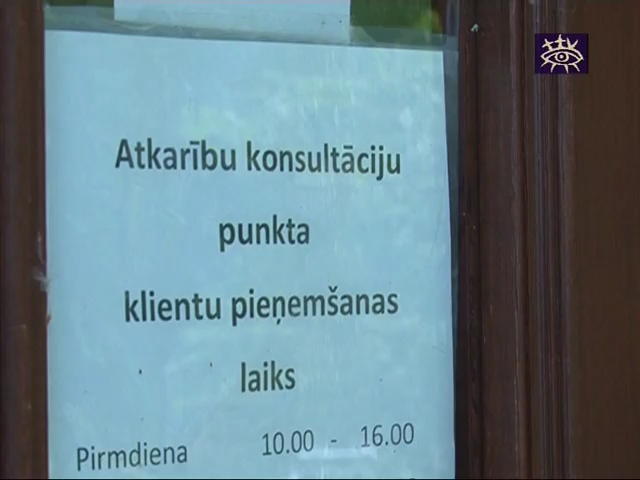 Atkarību konsultāciju
punkta
klientu pieņemšanas
laiks
Pirmdiena 10.00 - 16.00